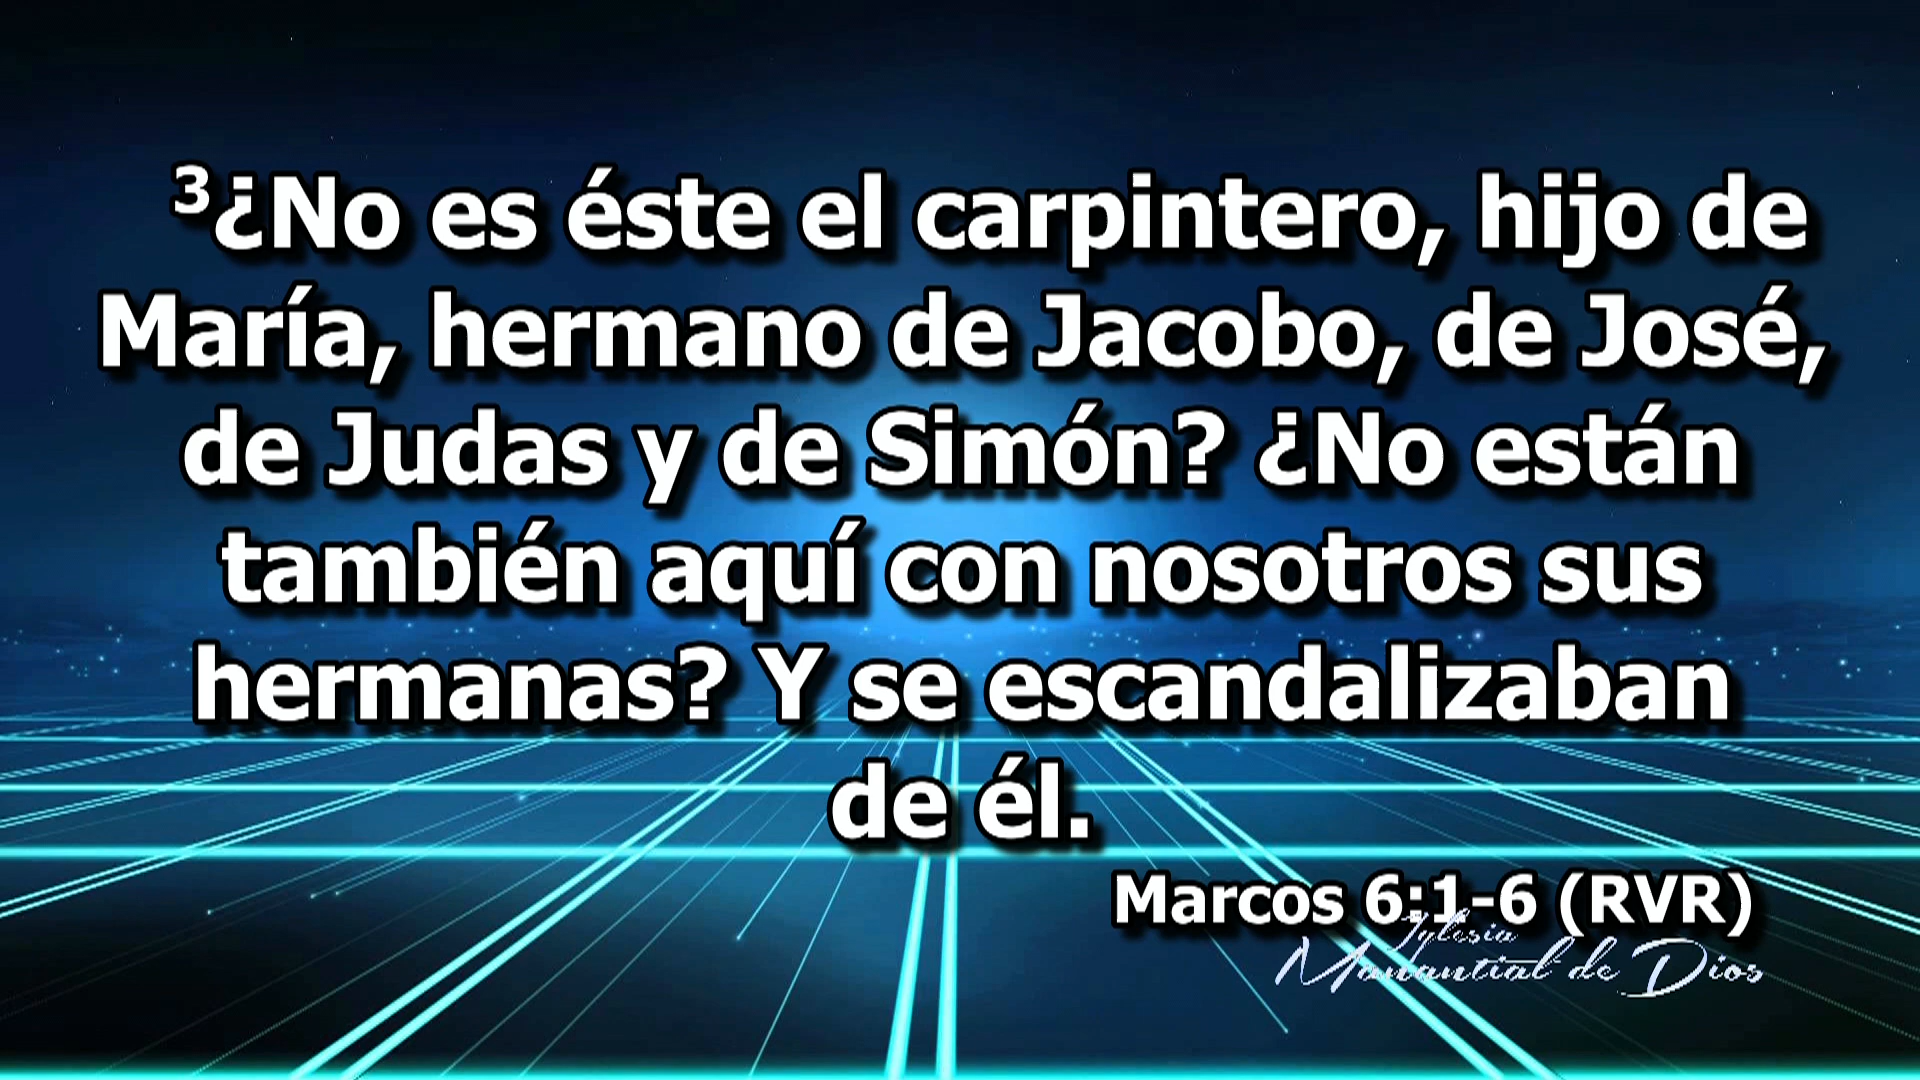 ³¿No es éste el carpintero, hijo de
María, hermano de Jacobo, de José,
de Judas y de Simón? ¿No están
también aquí con nosotros sus
hermanas? Y se escandalizaban
de él.
Marcos 6:1-6 (RVR)
Iglesia
Manantial de Dios